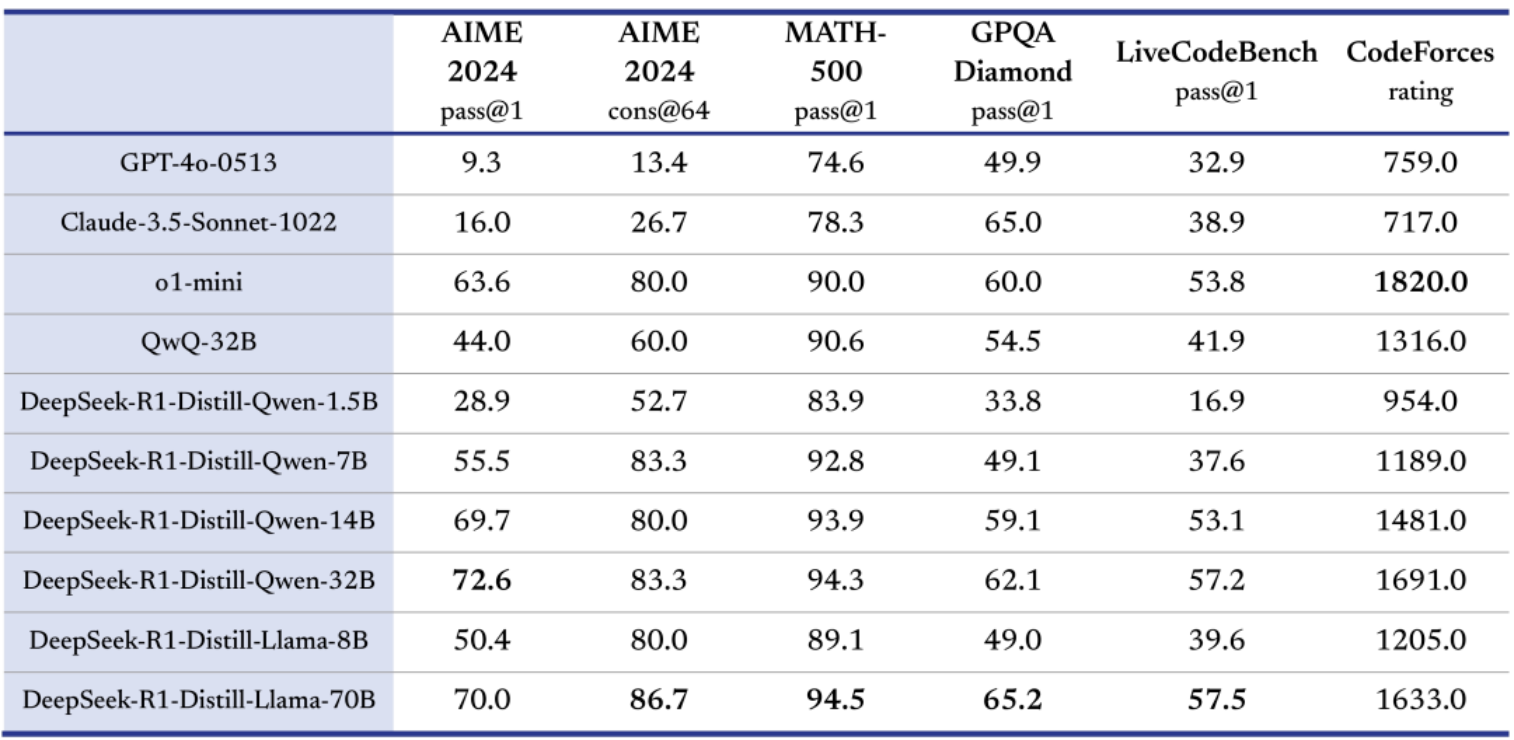 AIME 2024 pass@1 AIME 2024 cons@64 MATH-500 pass@1 GPQA Diamond pass@1 LiveCodeBench pass@1 CodeForces rating
GPT-4o-0513 9.3 13.4 74.6 49.9 32.9 759.0
Claude-3.5-Sonnet-1022 16.0 26.7 78.3 65.0 38.9 717.0
o1-mini 63.6 80.0 90.0 60.0 53.8 1820.0
QwQ-32B 44.0 60.0 90.6 54.5 41.9 1316.0
DeepSeek-R1-Distill-Qwen-1.5B 28.9 52.7 83.9 33.8 16.9 954.0
DeepSeek-R1-Distill-Qwen-7B 55.5 83.3 92.8 49.1 37.6 1189.0
DeepSeek-R1-Distill-Qwen-14B 69.7 80.0 93.9 59.1 53.1 1481.0
DeepSeek-R1-Distill-Qwen-32B 72.6 83.3 94.3 62.1 57.2 1691.0
DeepSeek-R1-Distill-Llama-8B 50.4 80.0 89.1 49.0 39.6 1205.0
DeepSeek-R1-Distill-Llama-70B 70.0 86.7 94.5 65.2 57.5 1633.0